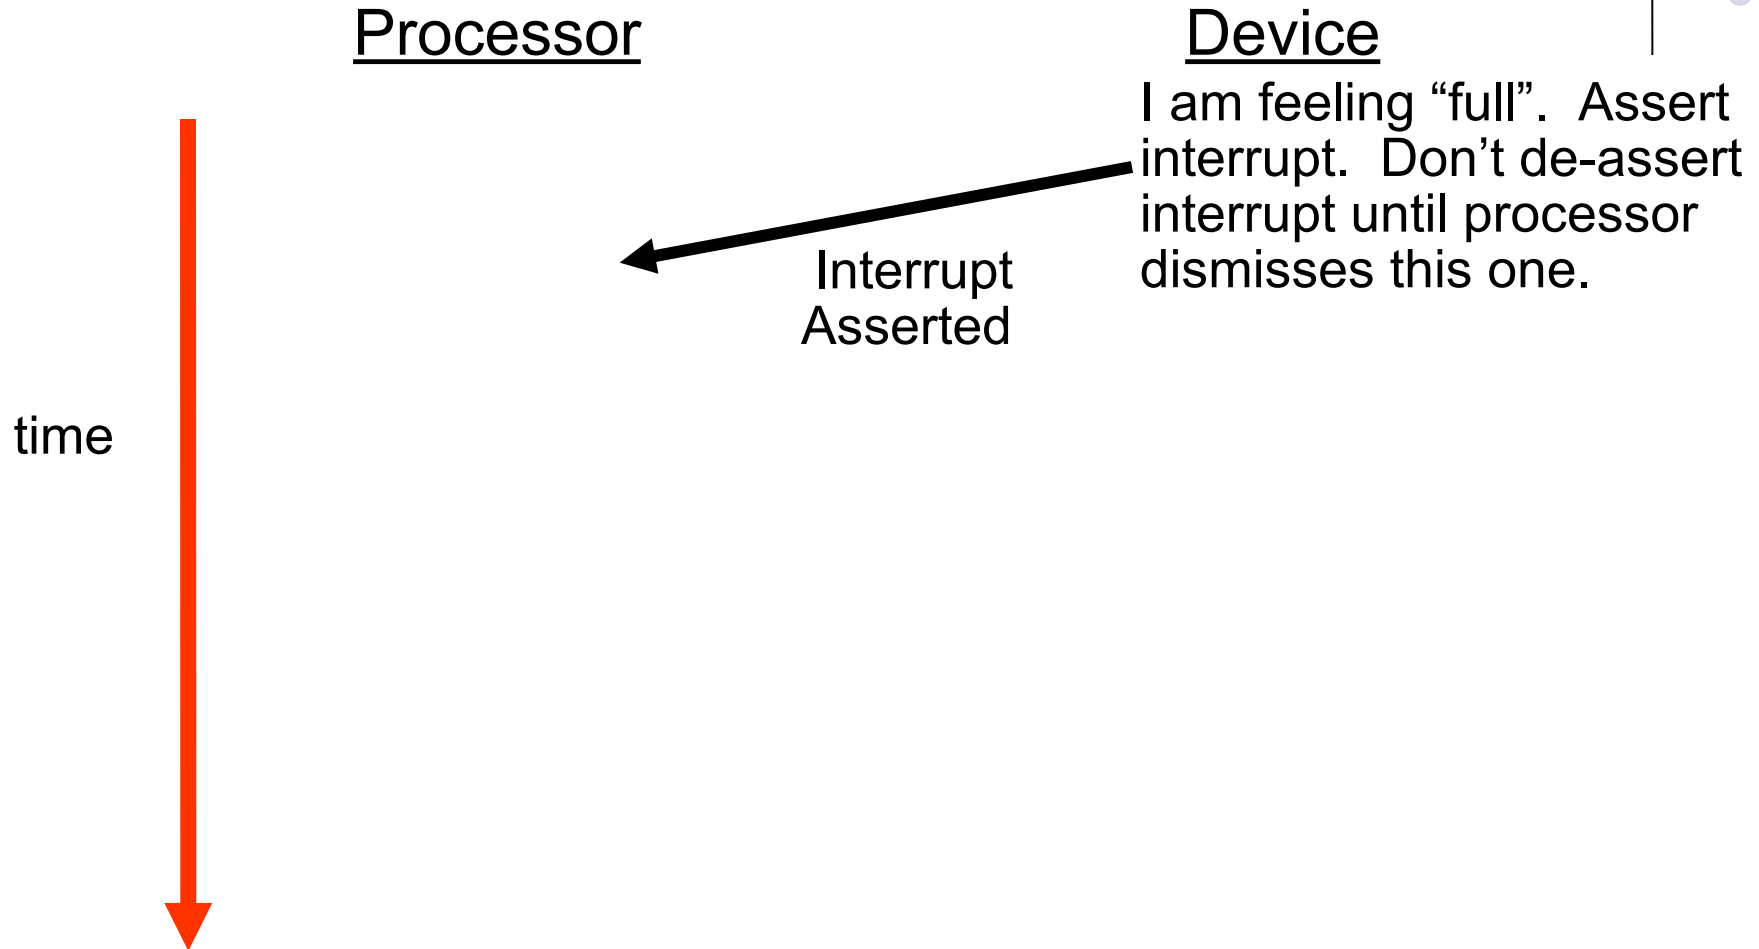 Processor
Device
I am feeling “full”.  Assert
interrupt.  Don’t de-assert
interrupt until processor
dismisses this one.
Interrupt
Asserted
time